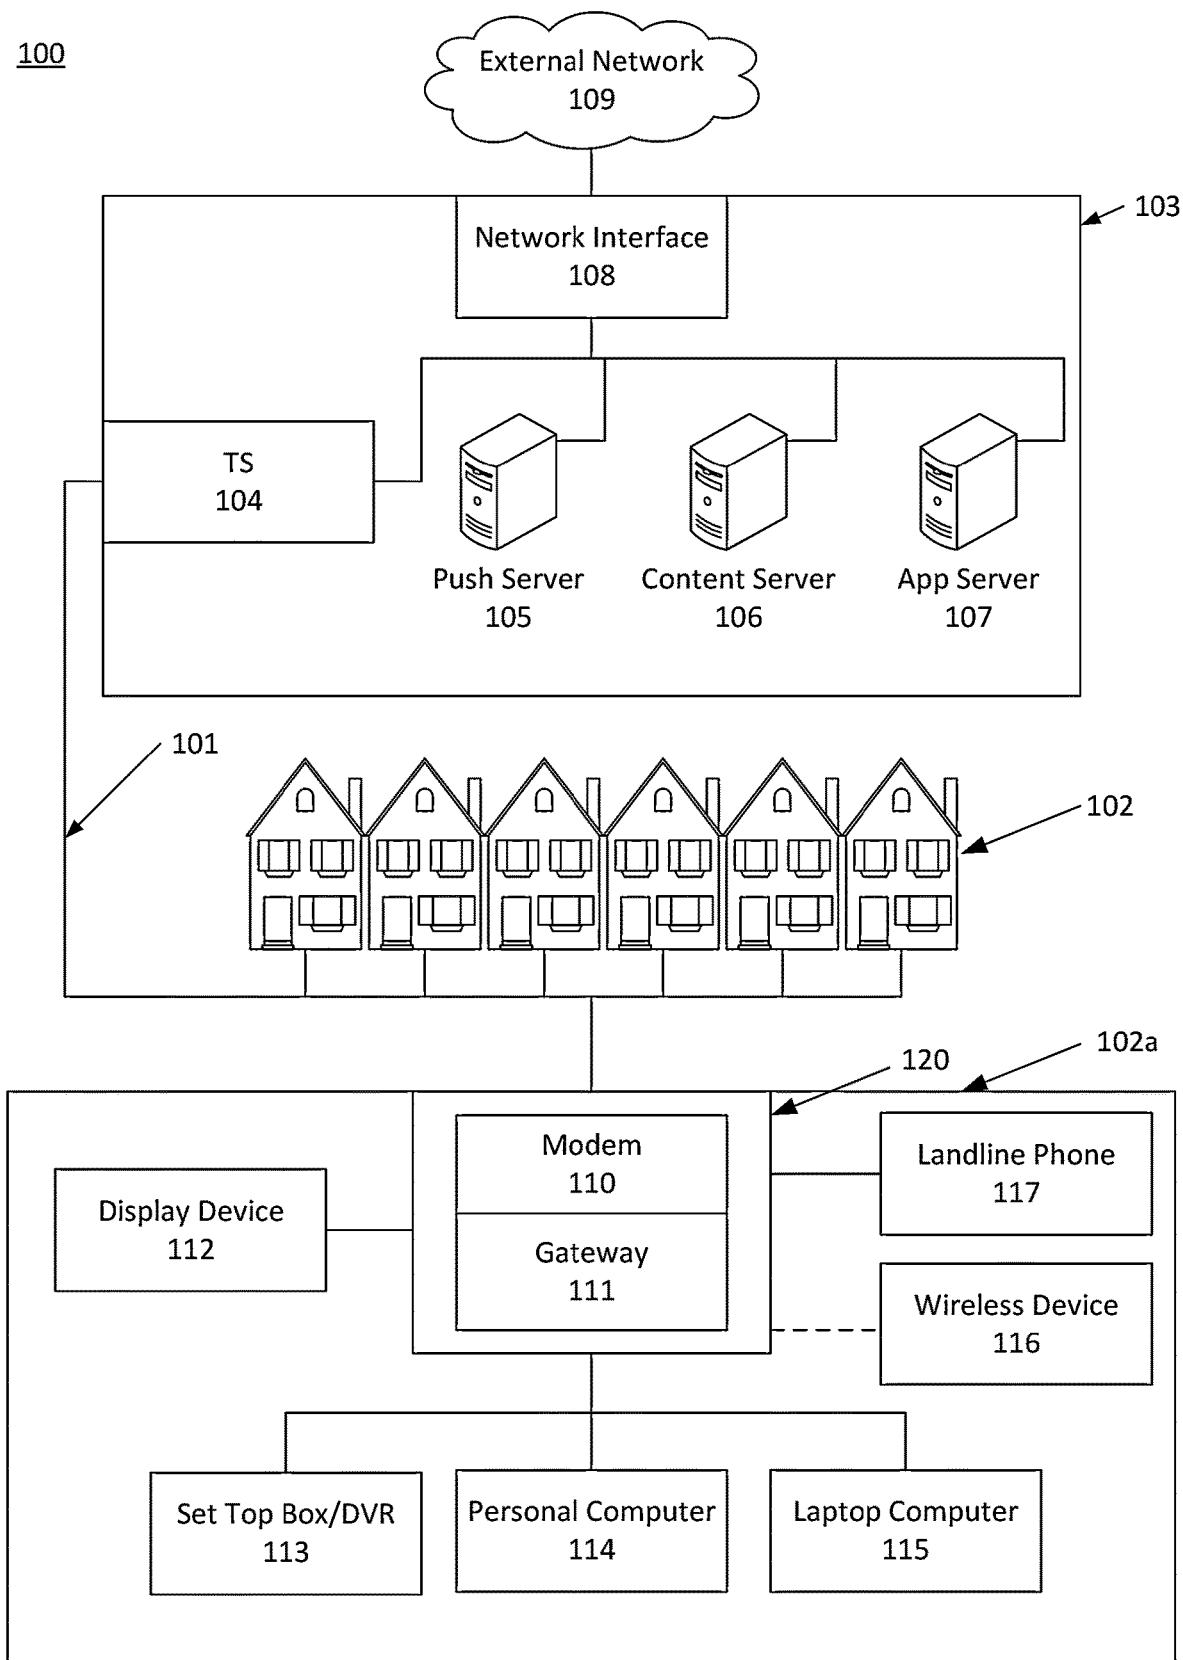 100
External Network
109
103
Network Interface
108
TS
104
Push Server
105
Content Server
106
App Server
107
101
102
120
102a
Modem
110
Landline Phone
117
Display Device
112
Gateway
111
Wireless Device
116
Set Top Box/DVR
113
Personal Computer
114
Laptop Computer
115